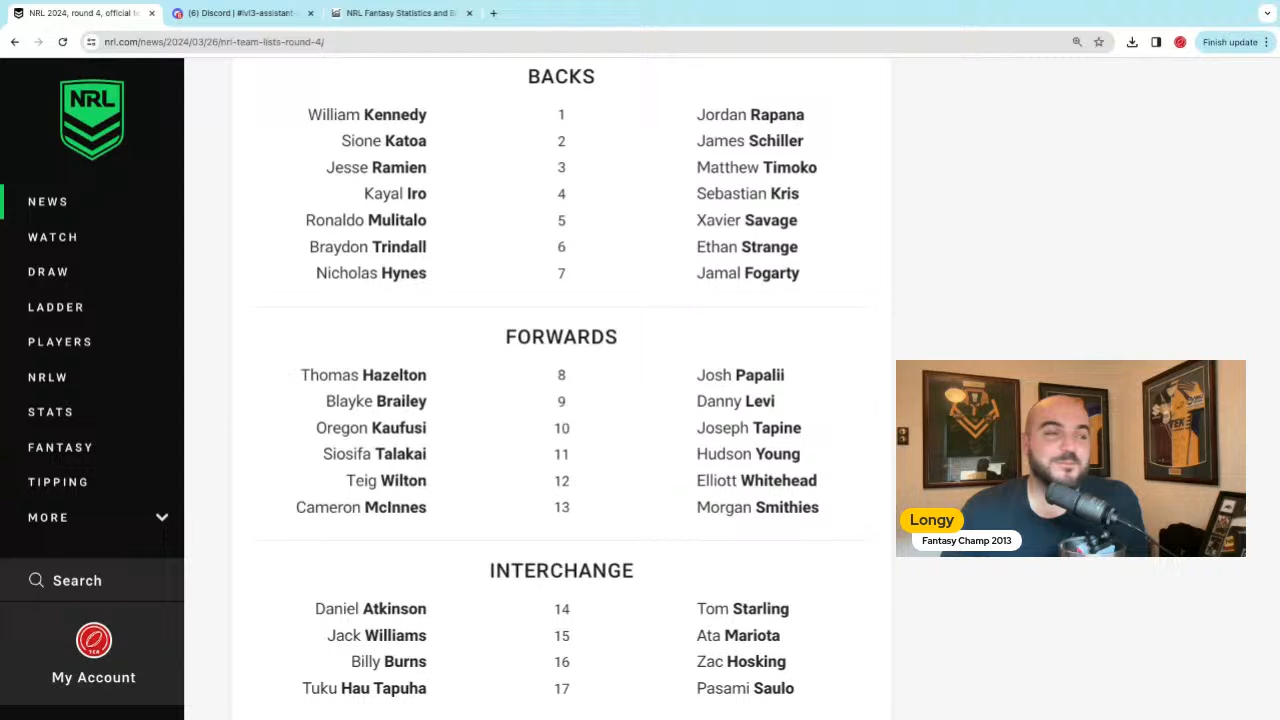 NRL 2024, round 4, official te
(6) Discord | #lvl3-assistant-
NRL Fantasy Statistics and B
nrl.com/news/2024/03/26/nrl-team-lists-round-4/
Finish update
NRL
NEWS
WATCH
DRAW
LADDER
PLAYERS
NRLW
STATS
FANTASY
TIPPING
MORE
Search
My Account
BACKS
William Kennedy 1 Jordan Rapana
Sione Katoa 2 James Schiller
Jesse Ramien 3 Matthew Timoko
Kayal Iro 4 Sebastian Kris
Ronaldo Mulitalo 5 Xavier Savage
Braydon Trindall 6 Ethan Strange
Nicholas Hynes 7 Jamal Fogarty
FORWARDS
Thomas Hazelton 8 Josh Papalii
Blayke Brailey 9 Danny Levi
Oregon Kaufusi 10 Joseph Tapine
Siosifa Talakai 11 Hudson Young
Teig Wilton 12 Elliott Whitehead
Cameron McInnes 13 Morgan Smithies
INTERCHANGE
Daniel Atkinson 14 Tom Starling
Jack Williams 15 Ata Mariota
Billy Burns 16 Zac Hosking
Tuku Hau Tapuha 17 Pasami Saulo
Longy
Fantasy Champ 2013